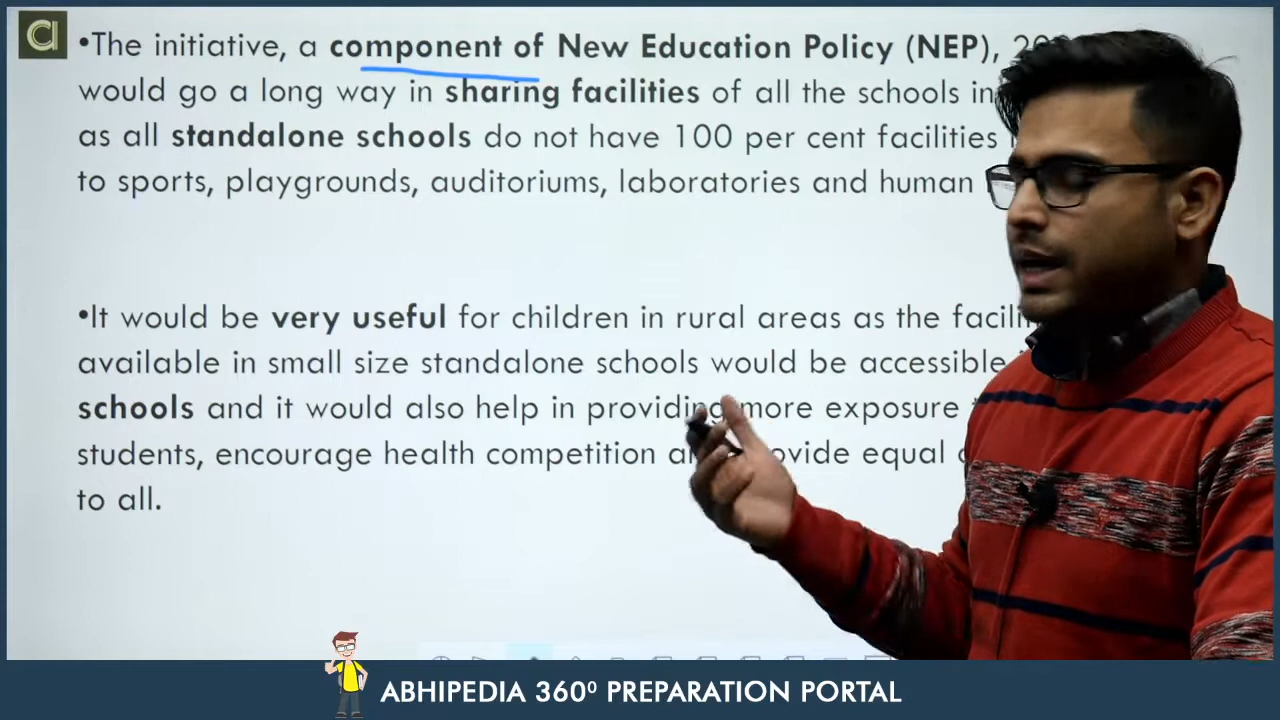 •The initiative, a component of New Education Policy (NEP),
would go a long way in sharing facilities of all the schools in
as all standalone schools do not have 100 per cent facilities
to sports, playgrounds, auditoriums, laboratories and human
•It would be very useful for children in rural areas as the
available in small size standalone schools would be accessible
schools and it would also help in providing more exposure
students, encourage health competition equal
to all.
ABHIPEDIA 360⁰ PREPARATION PORTAL